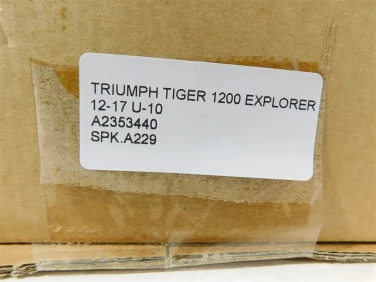 TRIUMPH TIGER 1200 EXPLORER
12-17 U-10
A2353440
SPK.A229